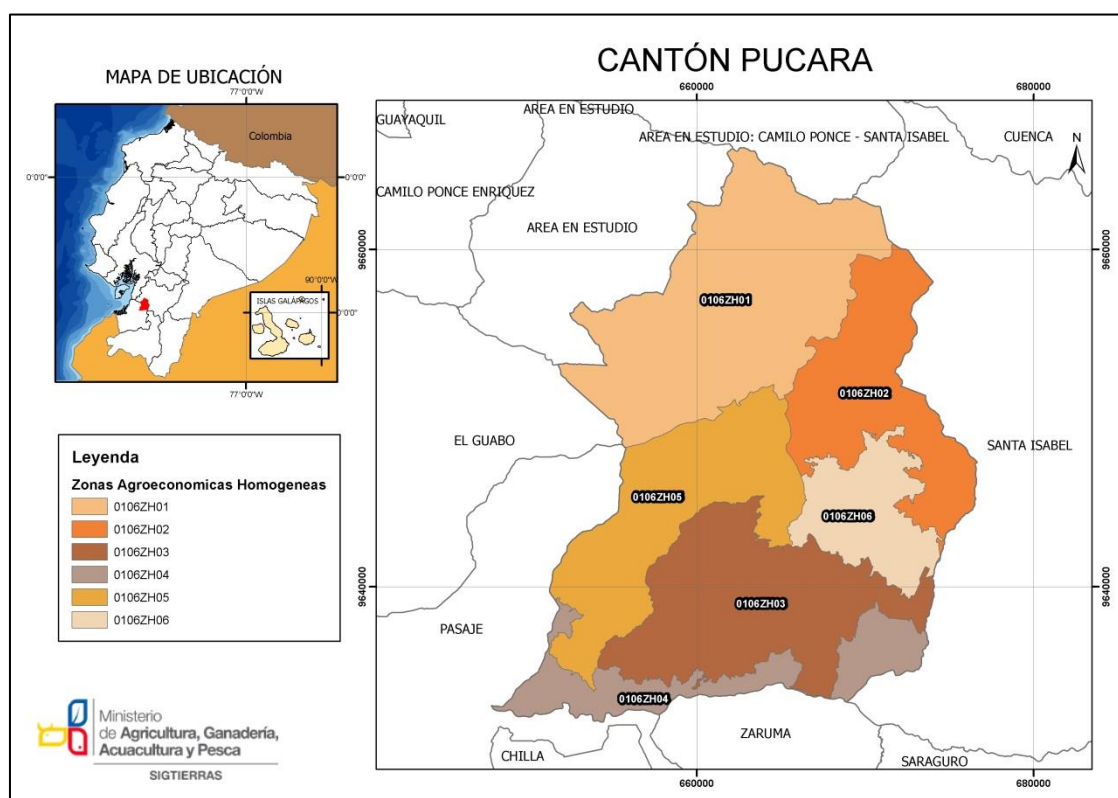 MAPA DE UBICACIÓN
77°0'0"W
Colombia
0°0'0"
0°0'0"
90°0'0"W
ISLAS GALÁPAGOS
0°0'0"
77°0'0"W
Leyenda
Zonas Agroeconomicas Homogeneas
0106ZH01
0106ZH02
0106ZH03
0106ZH04
0106ZH05
0106ZH06
Ministerio
de Agricultura, Ganadería,
Acuacultura y Pesca
SIGTIERRAS
CANTÓN PUCARA
660000
680000
GUAYAQUIL
AREA EN ESTUDIO
AREA EN ESTUDIO: CAMILO PONCE - SANTA ISABEL
CUENCA
N
CAMILO PONCE ENRIQUEZ
AREA EN ESTUDIO
9660000
9660000
0106ZH01
0106ZH02
EL GUABO
SANTA ISABEL
0106ZH05
0106ZH06
9640000
9640000
0106ZH03
PASAJE
0106ZH04
ZARUMA
CHILLA
SARAGURO
660000
680000